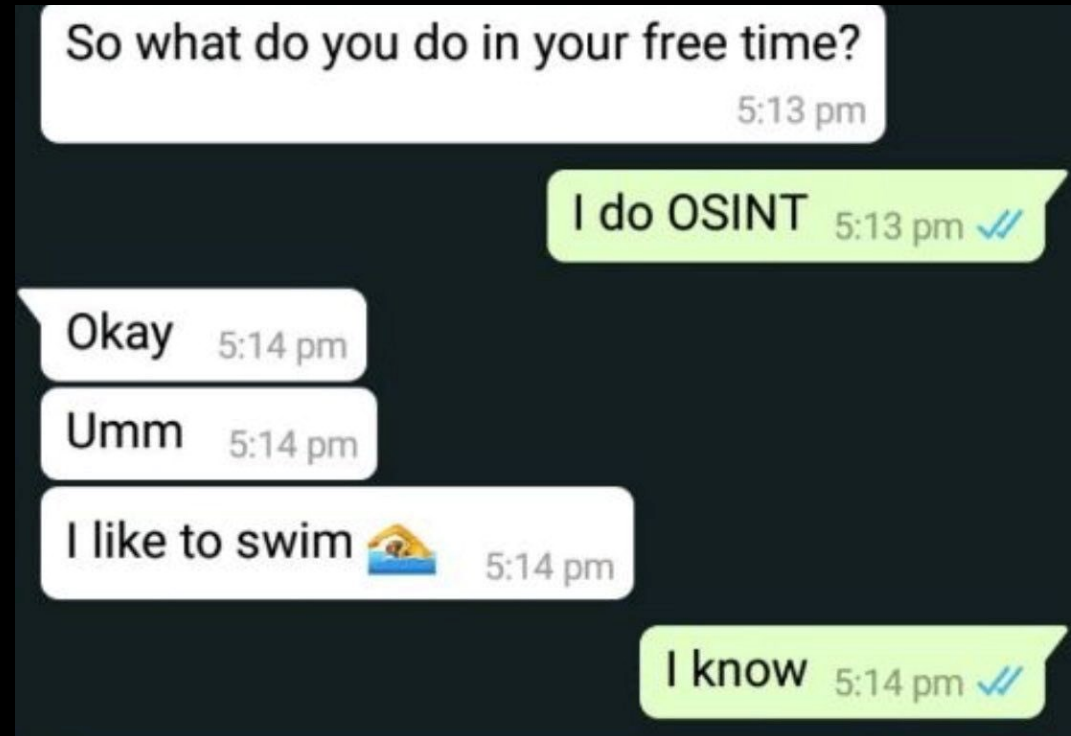 So what do you do in your free time?
5:13 pm
I do OSINT 5:13 pm
Okay 5:14 pm
Umm 5:14 pm
I like to swim 🏊 5:14 pm
I know 5:14 pm